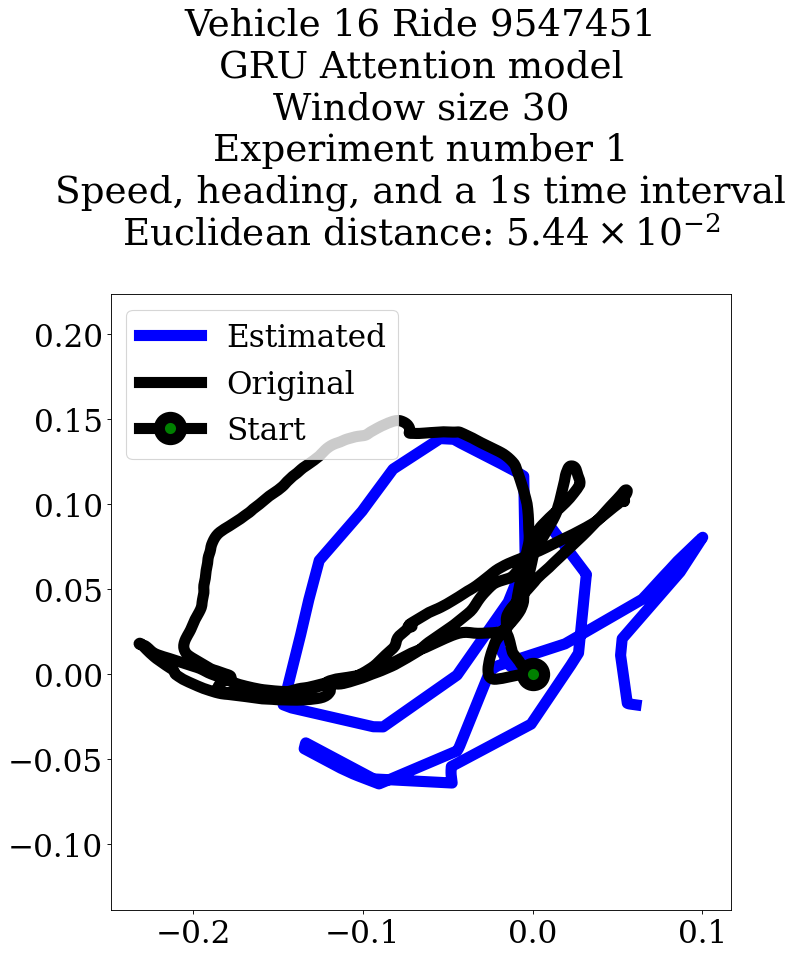 Vehicle 16 Ride 9547451
GRU Attention model
Window size 30
Experiment number 1
Speed, heading, and a 1s time interval
Euclidean distance: 5.44 × 10⁻²
Estimated
Original
Start
0.20
0.15
0.10
0.05
0.00
−0.05
−0.10
−0.2
−0.1
0.0
0.1